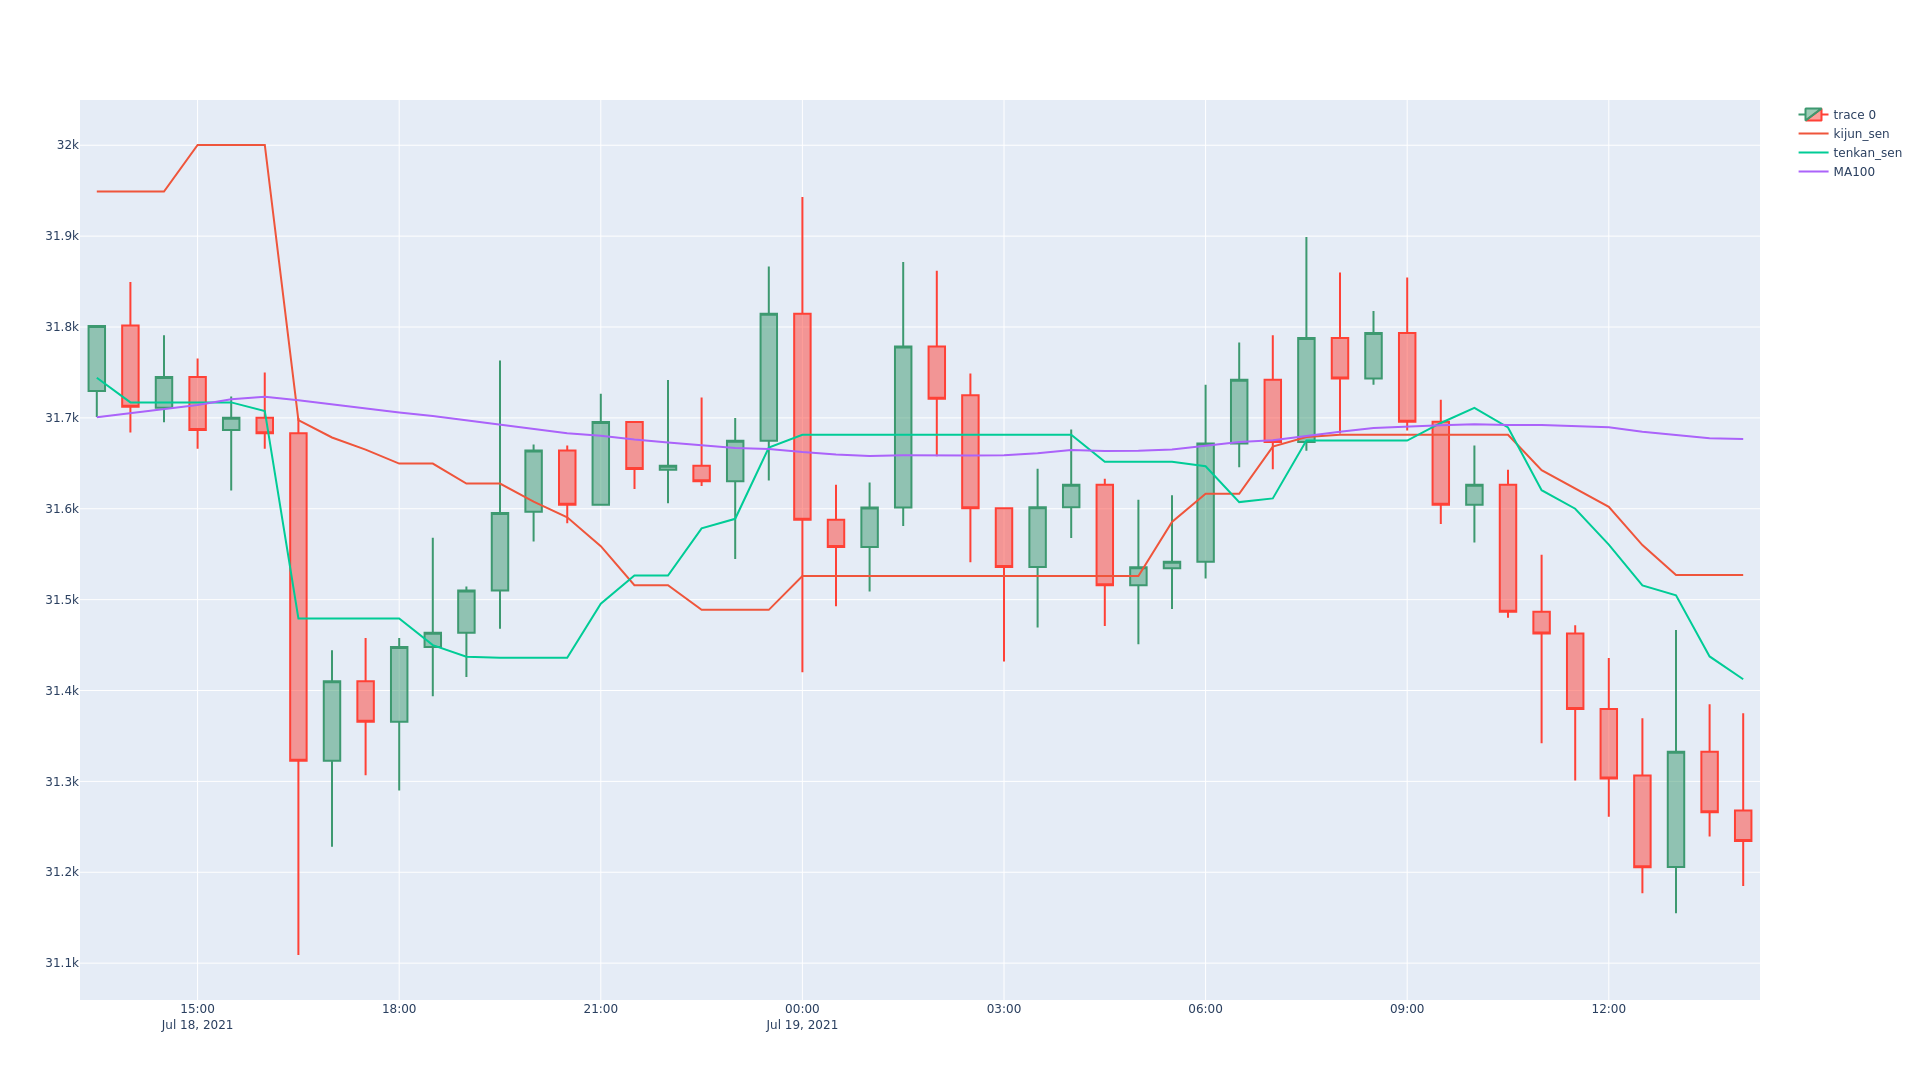 32k
31.9k
31.8k
31.7k
31.6k
31.5k
31.4k
31.3k
31.2k
31.1k
15:00 18:00 21:00 00:00 03:00 06:00 09:00 12:00
Jul 18, 2021 Jul 19, 2021
trace 0
kijun_sen
tenkan_sen
MA100